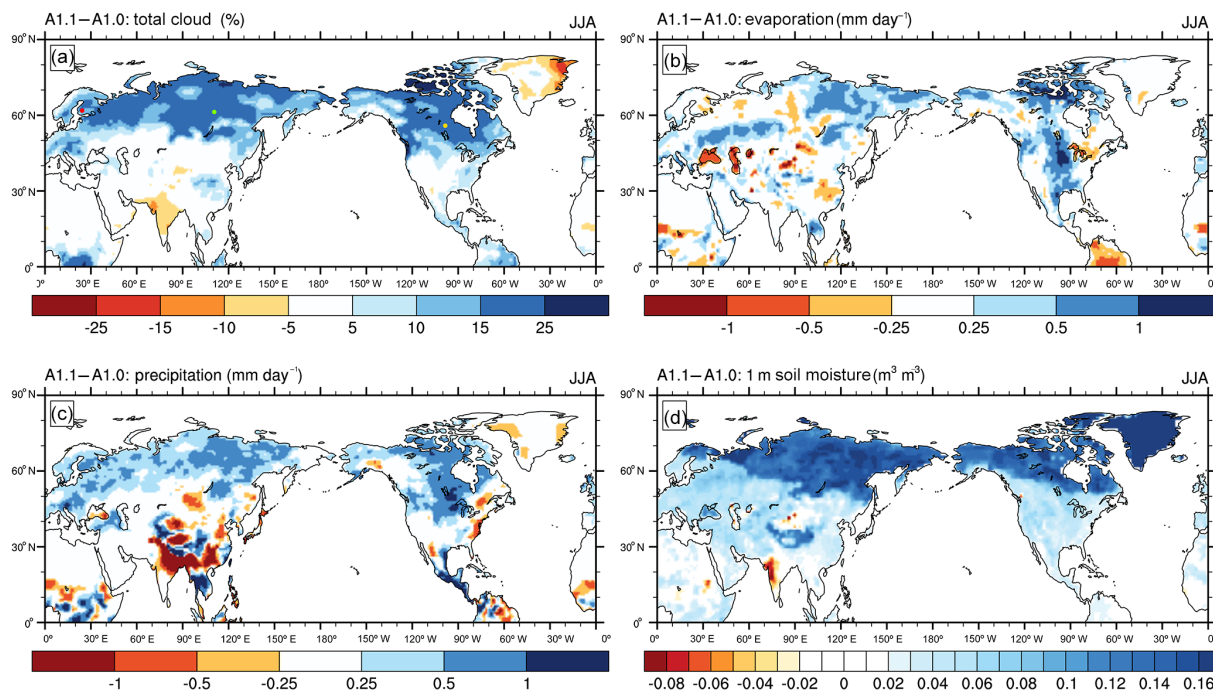 A1.1−A1.0: total cloud (%) JJA
(a)
90° N
60° N
30° N
0°
0° 30° E 60° E 90° E 120° E 150° E 180° 150° W 120° W 90° W 60° W 30° W 0°
-25 -15 -10 -5 5 10 15 25
A1.1−A1.0: evaporation (mm day⁻¹) JJA
(b)
90° N
60° N
30° N
0°
0° 30° E 60° E 90° E 120° E 150° E 180° 150° W 120° W 90° W 60° W 30° W 0°
-1 -0.5 -0.25 0.25 0.5 1
A1.1−A1.0: precipitation (mm day⁻¹) JJA
(c)
90° N
60° N
30° N
0°
0° 30° E 60° E 90° E 120° E 150° E 180° 150° W 120° W 90° W 60° W 30° W 0°
-1 -0.5 -0.25 0.25 0.5 1
A1.1−A1.0: 1 m soil moisture (m³ m³) JJA
(d)
90° N
60° N
30° N
0°
0° 30° E 60° E 90° E 120° E 150° E 180° 150° W 120° W 90° W 60° W 30° W 0°
-0.08 -0.06 -0.04 -0.02 0 0.02 0.04 0.06 0.08 0.1 0.12 0.14 0.16